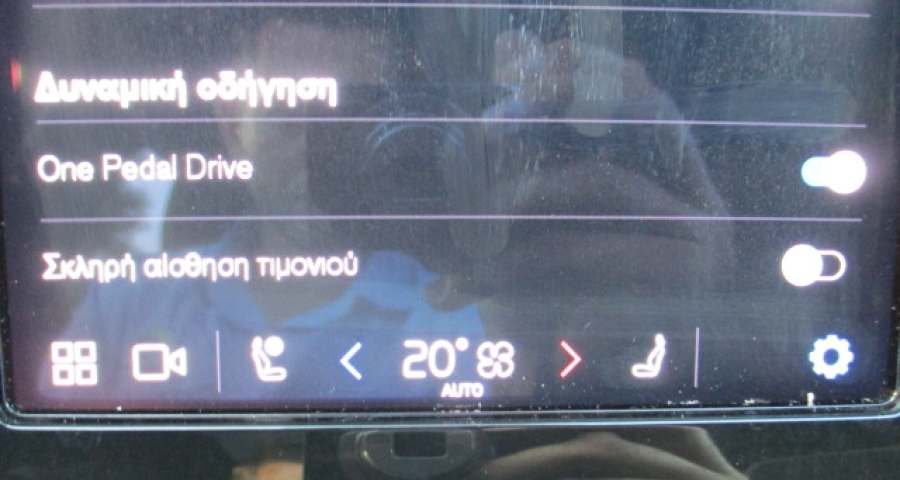 Δυναμική οδήγηση
One Pedal Drive
Σκληρή αίσθηση τιμονιού
20°
AUTO